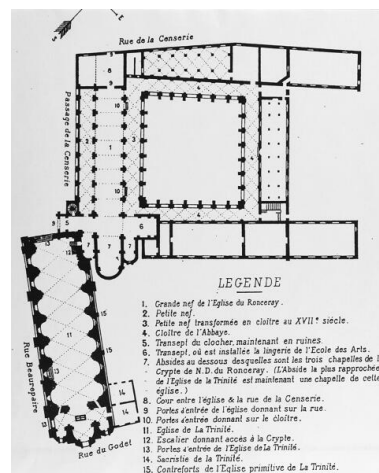 S
E
Rue de la Censerie
Passage de la Censerie
Rue Beaurepaire
Rue du Godet
LEGENDE
1. Grande nef de l'Eglise du Ronceray.
2. Petite nef.
3. Petite nef transformée en cloître au XVIIe siècle.
4. Cloître de l'Abbaye.
5. Transept du clocher, maintenant en ruines.
6. Transept, où est installée la lingerie de l'Ecole des Arts.
7. Absides au dessous desquelles sont les trois chapelles de l
Crypte de N.D. du Ronceray. (L'Abside la plus rapprochée
de l'Eglise de la Trinité est maintenant une chapelle de cette
église.)
8. Cour entre l'église & la rue de la Censerie.
9. Portes d'entrée de l'église donnant sur la rue.
10. Portes d'entrée donnant sur le cloître.
11. Eglise de La Trinité.
12. Escalier donnant accès à la Crypte.
13. Portes d'entrée de l'Eglise de La Trinité.
14. Sacristie de la Trinité.
15. Contreforts de l'Eglise primitive de La Trinité.